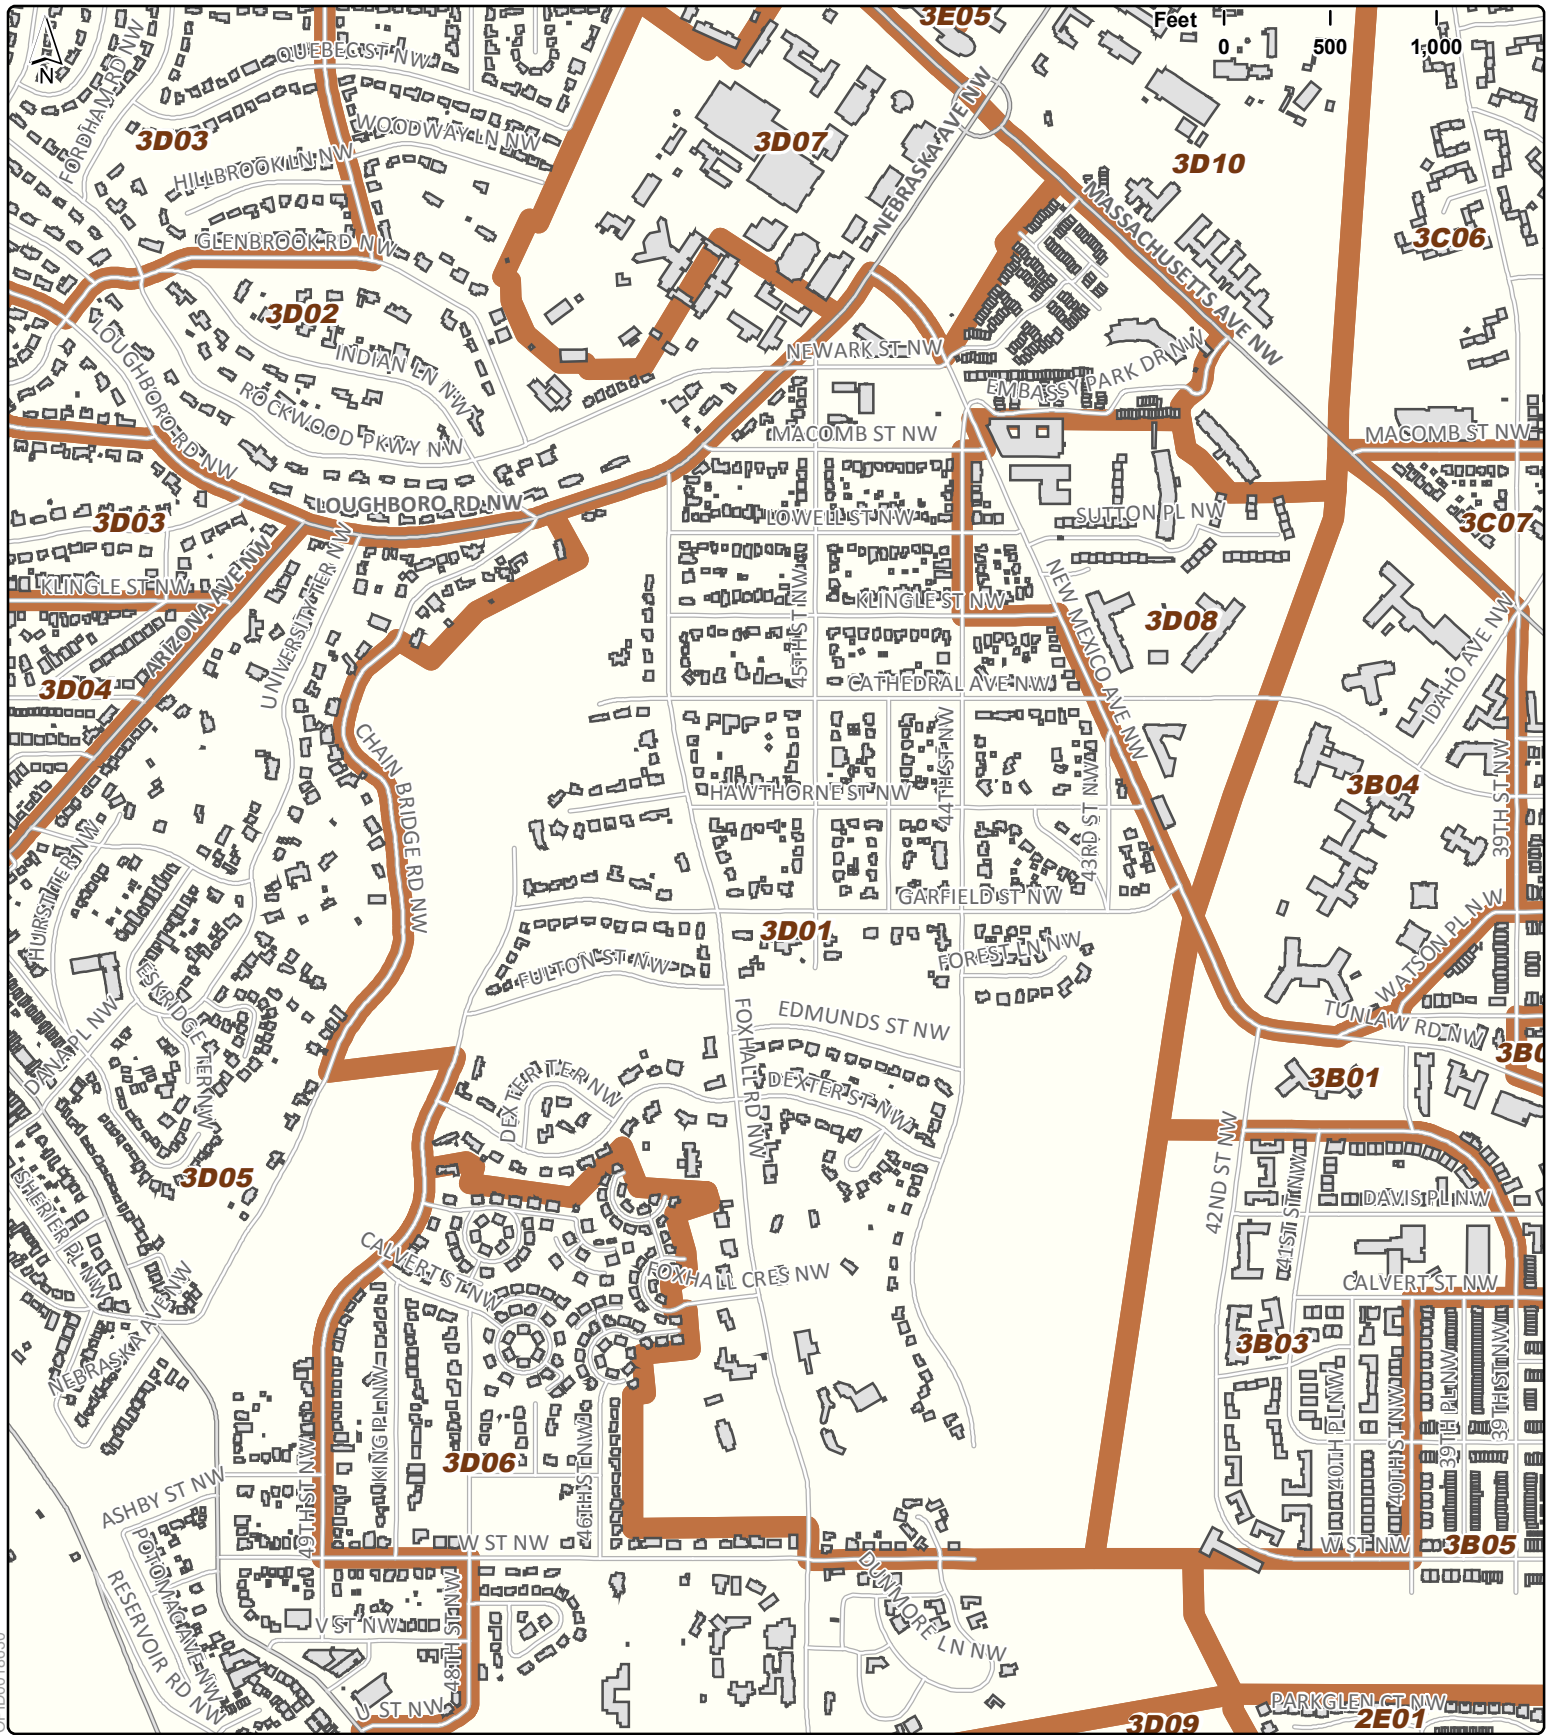 3E05
Feet
0
500
1,000
N
QUEBEC ST NW
FORDHAM RD NW
3D03
WOODWAY LN NW
HILLBROOK LN NW
3D07
NEBRASKA AVE NW
3D10
MASSACHUSETTS AVE NW
3C06
GLENBROOK RD NW
3D02
LOUGHBORO RD NW
INDIAN LN NW
ROCKWOOD PKWY NW
NEWARK ST NW
EMBASSY PARK DR NW
MACOMB ST NW
MACOMB ST NW
LOUGHBORO RD NW
3D03
LOWELL ST NW
SUTTON PL NW
3C07
KLINGLE ST NW
ARIZONA AVE NW
UNIVERSITY TER NW
45TH ST NW
KLINGLE ST NW
NEW MEXICO AVE NW
3D08
IDAHO AVE NW
3D04
CATHEDRAL AVE NW
CHAIN BRIDGE RD NW
44TH ST NW
43RD ST NW
HAWTHORNE ST NW
3B04
39TH ST NW
HURST TER NW
GARFIELD ST NW
3D01
FOREST LN NW
FULTON ST NW
WATSON PL NW
TUNLAW RD NW
ESKRIDGE TER NW
DANA PL NW
FOXHALL RD NW
EDMUNDS ST NW
3B0
DEXTER TER NW
DEXTER ST NW
3B01
42ND ST NW
3D05
SHERIER PL NW
41ST ST NW
DAVIS PL NW
CALVERT ST NW
FOXHALL CRES NW
CALVERT ST NW
NEBRASKA AVE NW
3B03
KING PL NW
49TH ST NW
3D06
46TH ST NW
40TH PL NW
40TH ST NW
39TH PL NW
39TH ST NW
ASHBY ST NW
W ST NW
W ST NW
3B05
POTOMAC AVE NW
RESERVOIR RD NW
DUNMORE LN NW
V ST NW
48TH ST NW
U ST NW
PARKGLEN CT NW
3D09
2E01